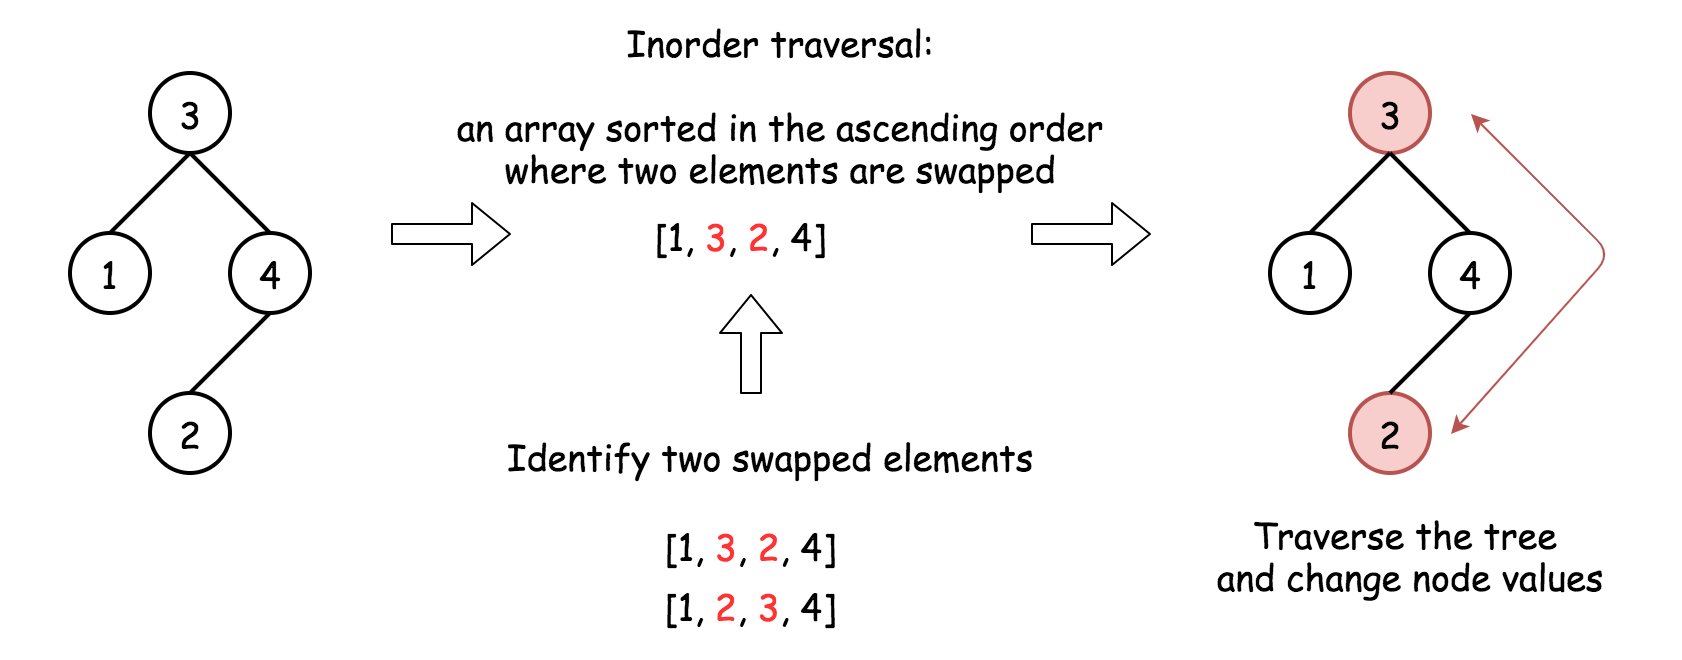 3
1
4
2
Inorder traversal:
an array sorted in the ascending order
where two elements are swapped
[1, 3, 2, 4]
Identify two swapped elements
[1, 3, 2, 4]
[1, 2, 3, 4]
3
1
4
2
Traverse the tree
and change node values